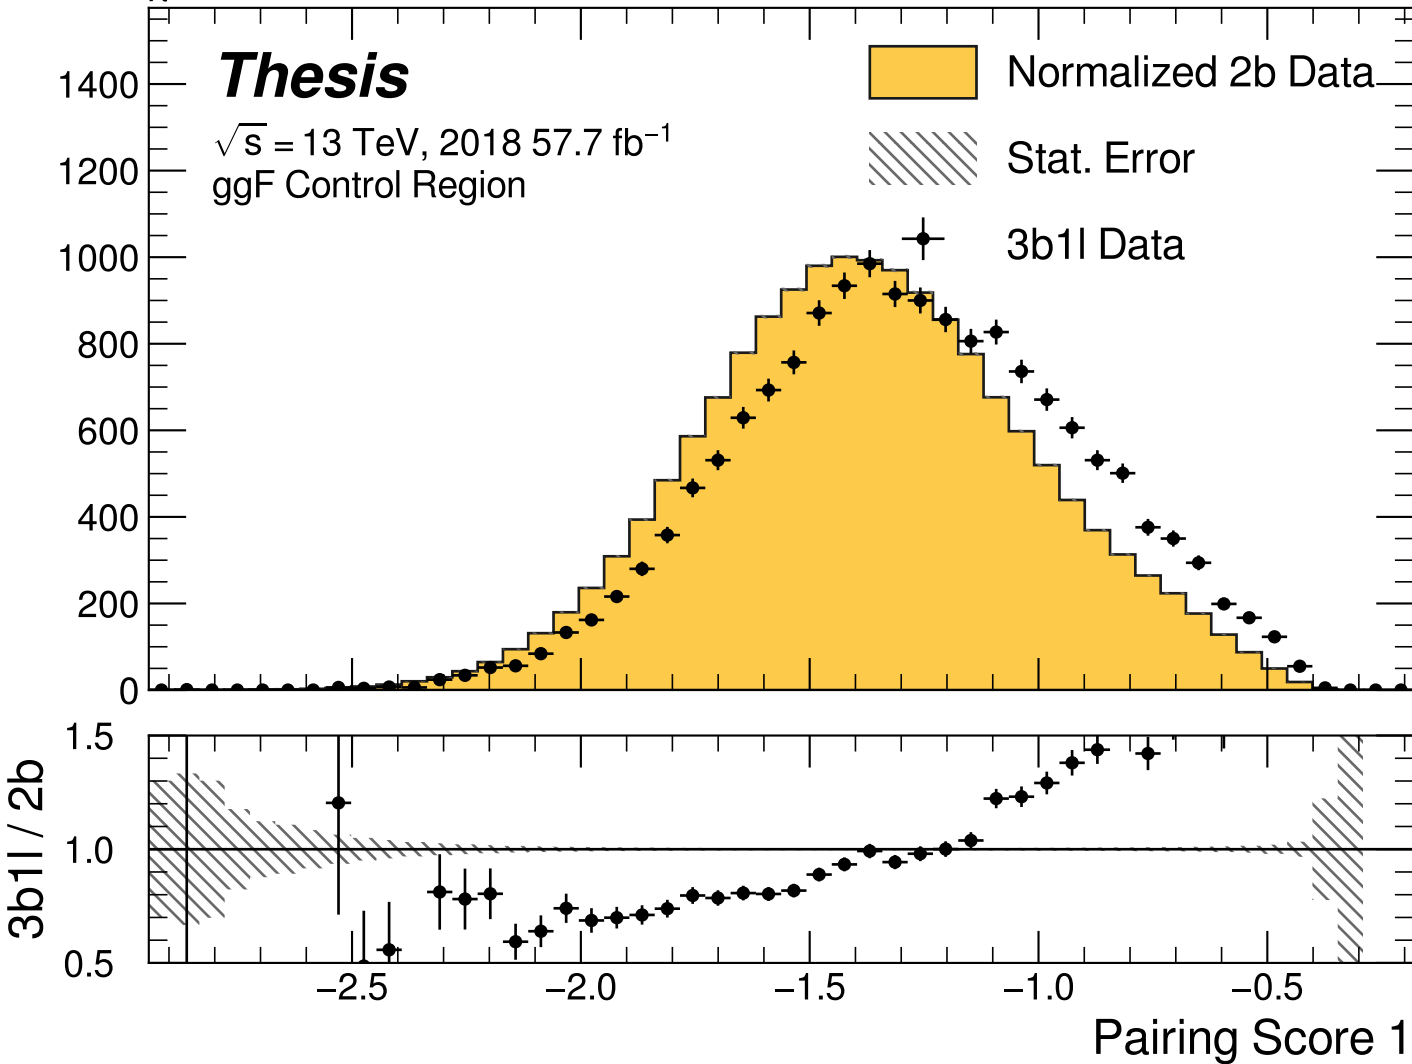 Thesis
√s = 13 TeV, 2018 57.7 fb⁻¹
ggF Control Region
Normalized 2b Data
Stat. Error
3b1l Data
1400
1200
1000
800
600
400
200
0
3b1l / 2b
1.5
1.0
0.5
−2.5 −2.0 −1.5 −1.0 −0.5
Pairing Score 1